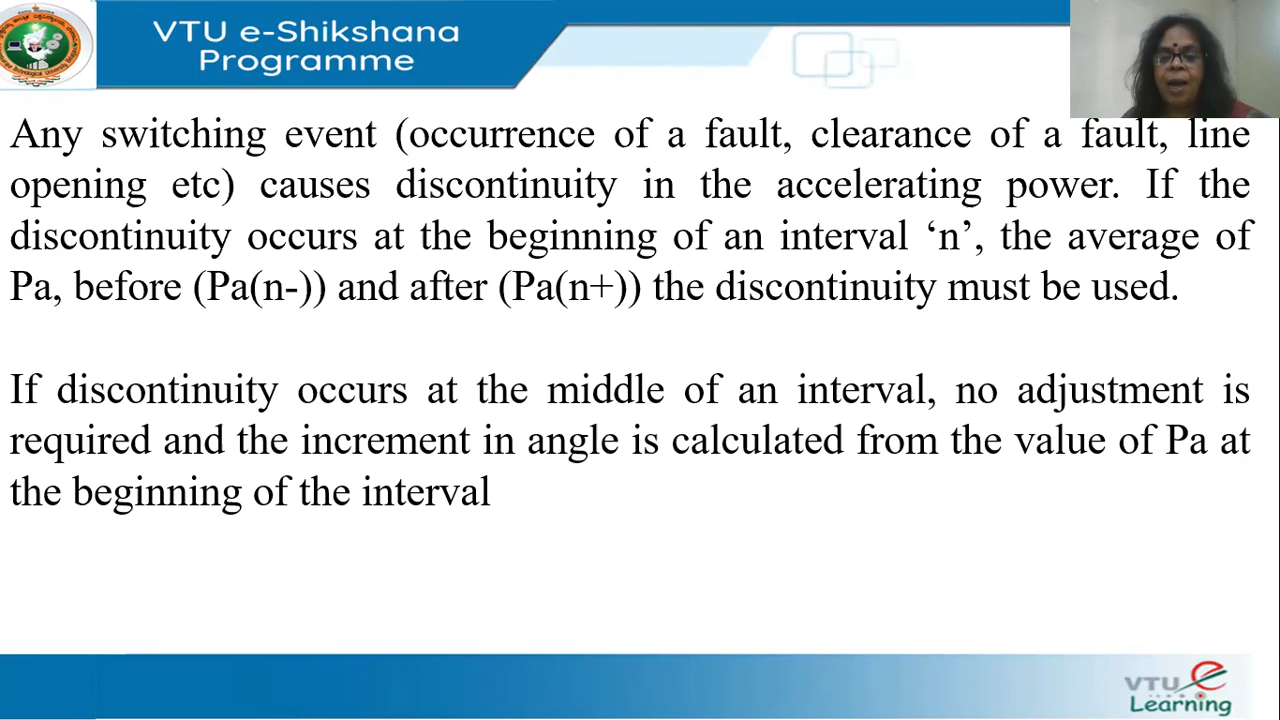 VTU e-Shikshana
Programme
Any switching event (occurrence of a fault, clearance of a fault, line
opening etc) causes discontinuity in the accelerating power. If the
discontinuity occurs at the beginning of an interval ‘n’, the average of
Pa, before (Pa(n-)) and after (Pa(n+)) the discontinuity must be used.
If discontinuity occurs at the middle of an interval, no adjustment is
required and the increment in angle is calculated from the value of Pa at
the beginning of the interval
VTU e
Learning